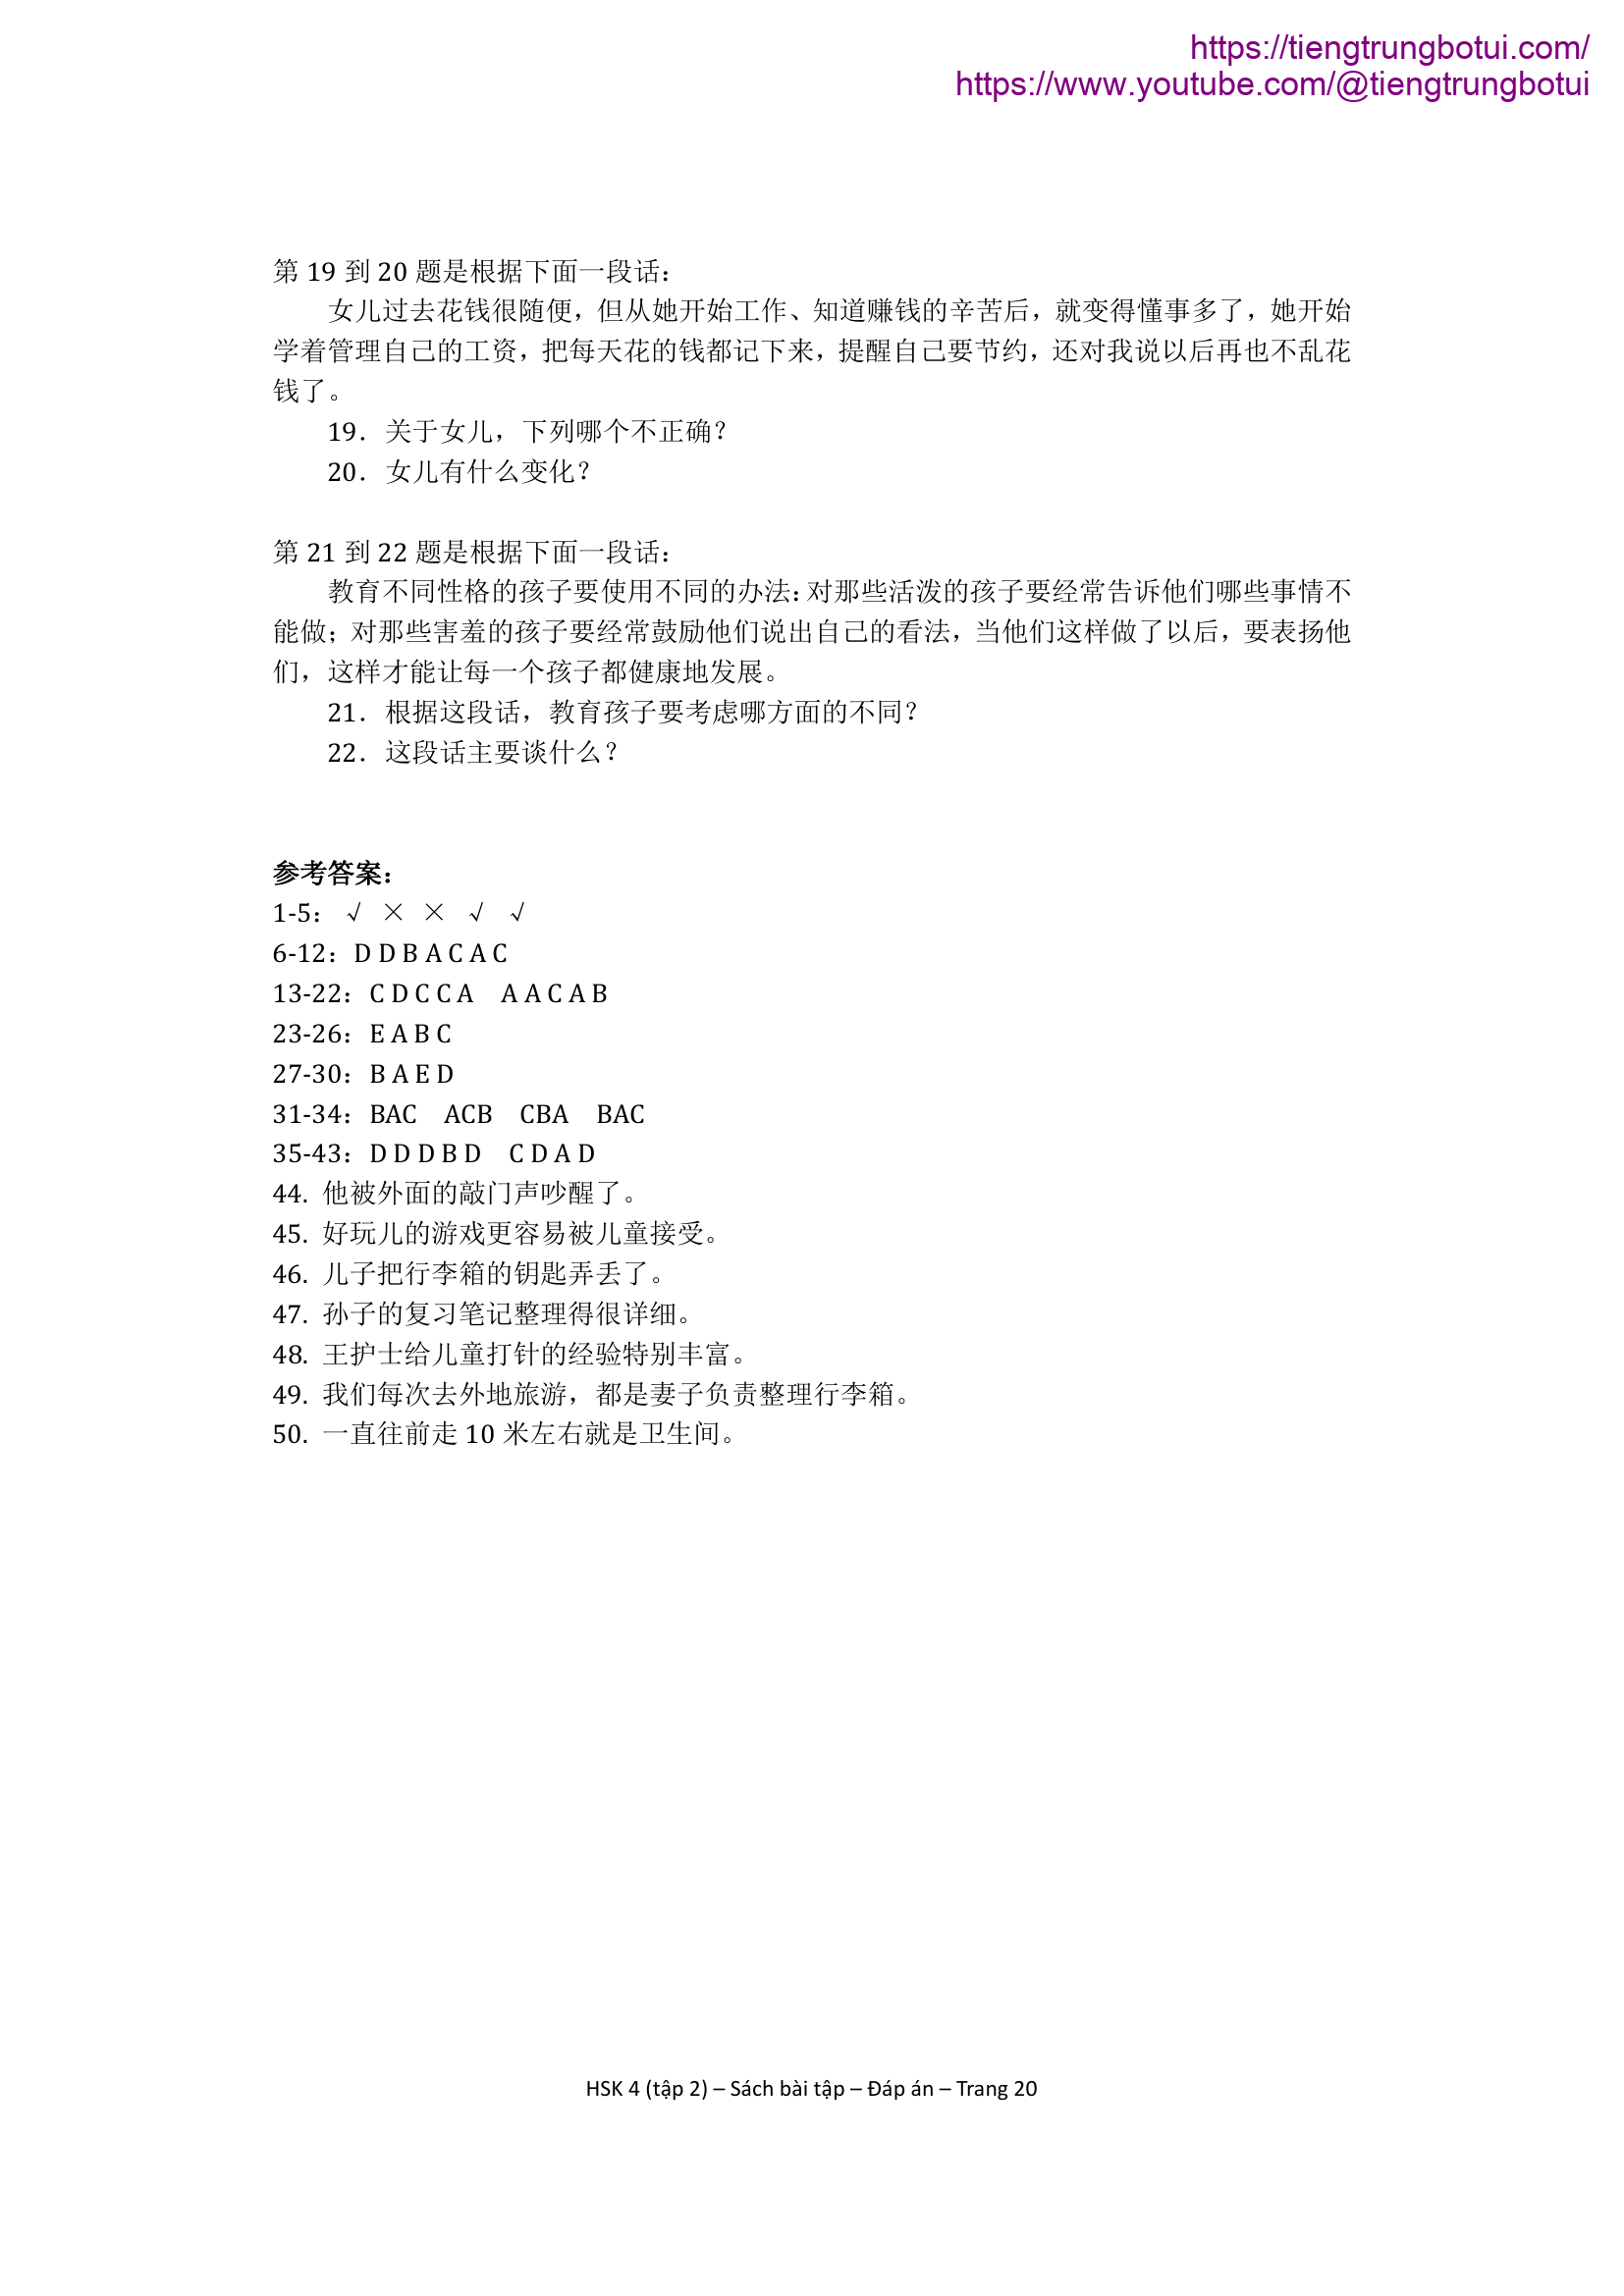 https://tiengtrungbotui.com/
https://www.youtube.com/@tiengtrungbotui
第 19 到 20 题是根据下面一段话：
女儿过去花钱很随便，但从她开始工作、知道赚钱的辛苦后，就变得懂事多了，她开始
学着管理自己的工资，把每天花的钱都记下来，提醒自己要节约，还对我说以后再也不乱花
钱了。
19．关于女儿，下列哪个不正确？
20．女儿有什么变化？
第 21 到 22 题是根据下面一段话：
教育不同性格的孩子要使用不同的办法：对那些活泼的孩子要经常告诉他们哪些事情不
能做；对那些害羞的孩子要经常鼓励他们说出自己的看法，当他们这样做了以后，要表扬他
们，这样才能让每一个孩子都健康地发展。
21．根据这段话，教育孩子要考虑哪方面的不同？
22．这段话主要谈什么？
参考答案：
1-5：√ × × √ √
6-12：D D B A C A C
13-22：C D C C A A A C A B
23-26：E A B C
27-30：B A E D
31-34：BAC ACB CBA BAC
35-43：D D D B D C D A D
44. 他被外面的敲门声吵醒了。
45. 好玩儿的游戏更容易被儿童接受。
46. 儿子把行李箱的钥匙弄丢了。
47. 孙子的复习笔记整理得很详细。
48. 王护士给儿童打针的经验特别丰富。
49. 我们每次去外地旅游，都是妻子负责整理行李箱。
50. 一直往前走 10 米左右就是卫生间。
HSK 4 (tập 2) – Sách bài tập – Đáp án – Trang 20